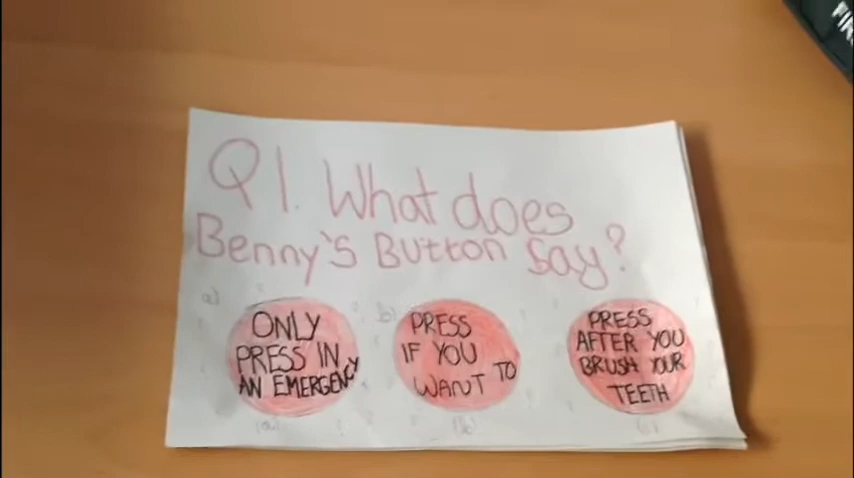 Q1. What does
Benny's Button Say?
a)
ONLY
PRESS IN
AN EMERGENCY
(a)
b)
PRESS
IF YOU
WANT TO
(b)
PRESS
AFTER YOU
BRUSH YOUR
TEETH